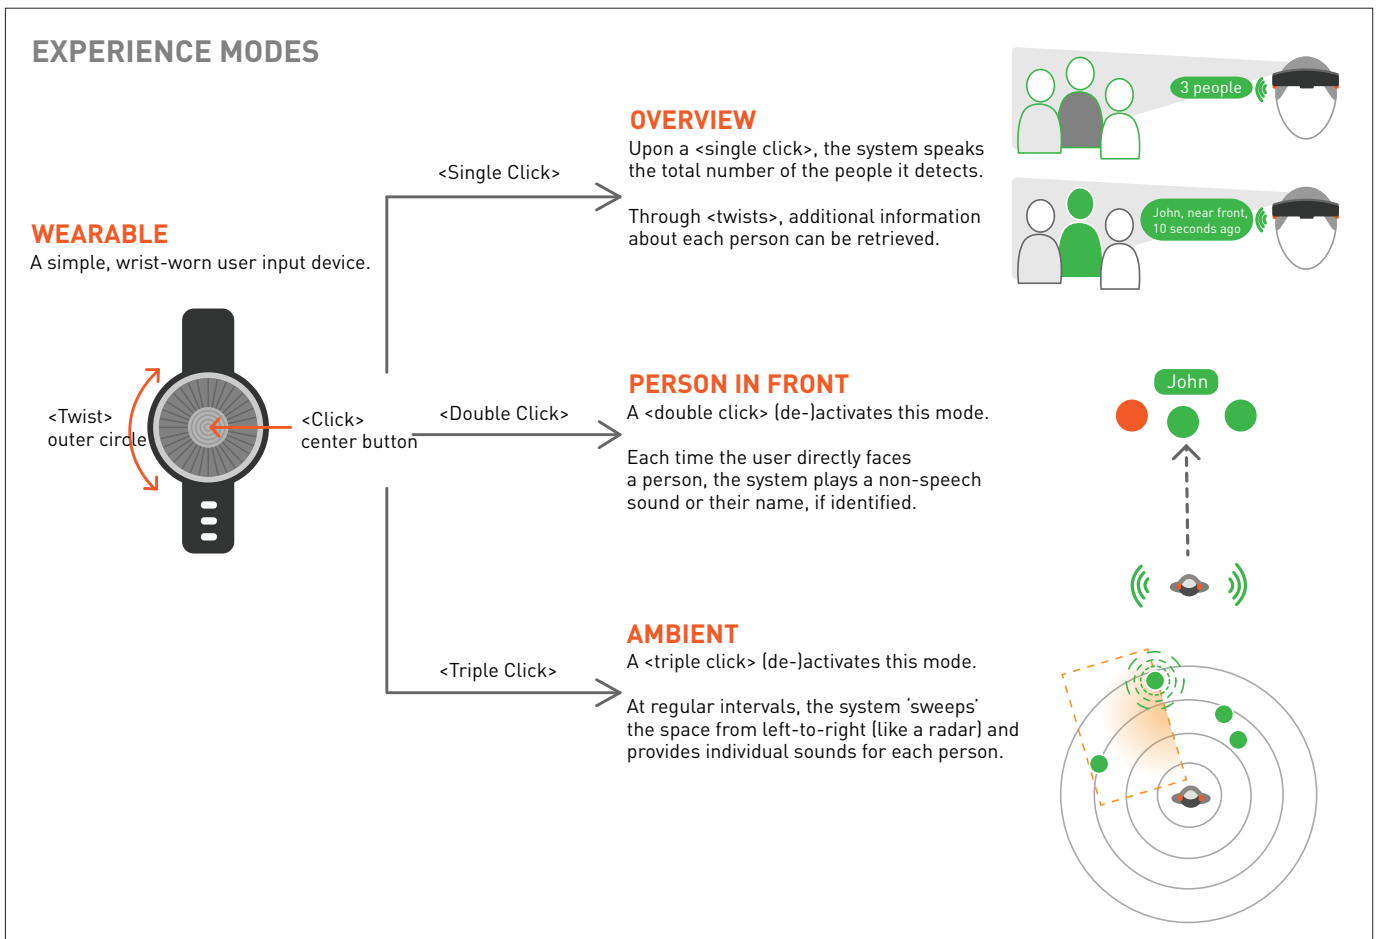 EXPERIENCE MODES
WEARABLE
A simple, wrist-worn user input device.
<Twist>
outer circle
<Click>
center button
<Single Click>
OVERVIEW
Upon a <single click>, the system speaks
the total number of the people it detects.
Through <twists>, additional information
about each person can be retrieved.
3 people
John, near front,
10 seconds ago
<Double Click>
PERSON IN FRONT
A <double click> (de-)activates this mode.
Each time the user directly faces
a person, the system plays a non-speech
sound or their name, if identified.
John
<Triple Click>
AMBIENT
A <triple click> (de-)activates this mode.
At regular intervals, the system ‘sweeps’
the space from left-to-right (like a radar) and
provides individual sounds for each person.